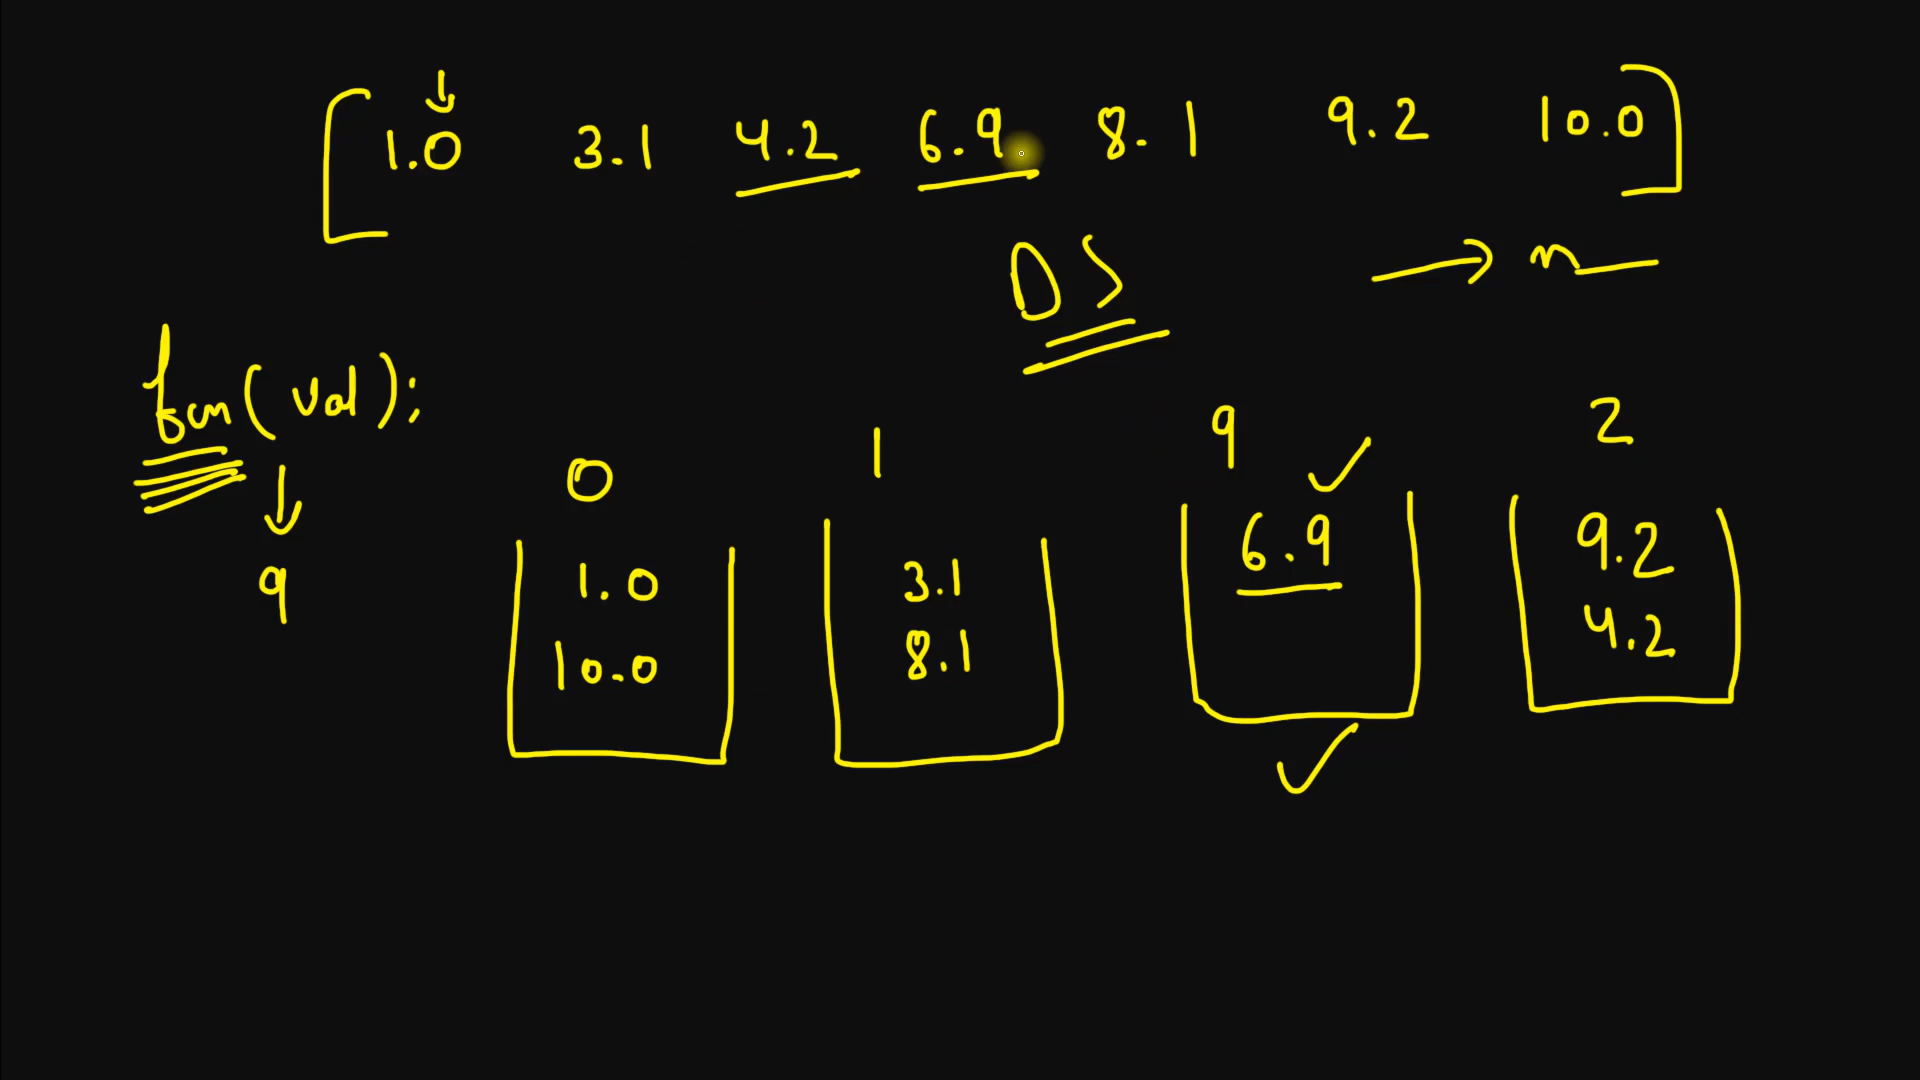 [ 1.0 3.1 4.2 6.9 8.1 9.2 10.0 ]
DS → n
fun(val);
↓
9
0 1 9 ✓ 2
1.0 3.1 6.9 9.2
10.0 8.1 4.2
✓